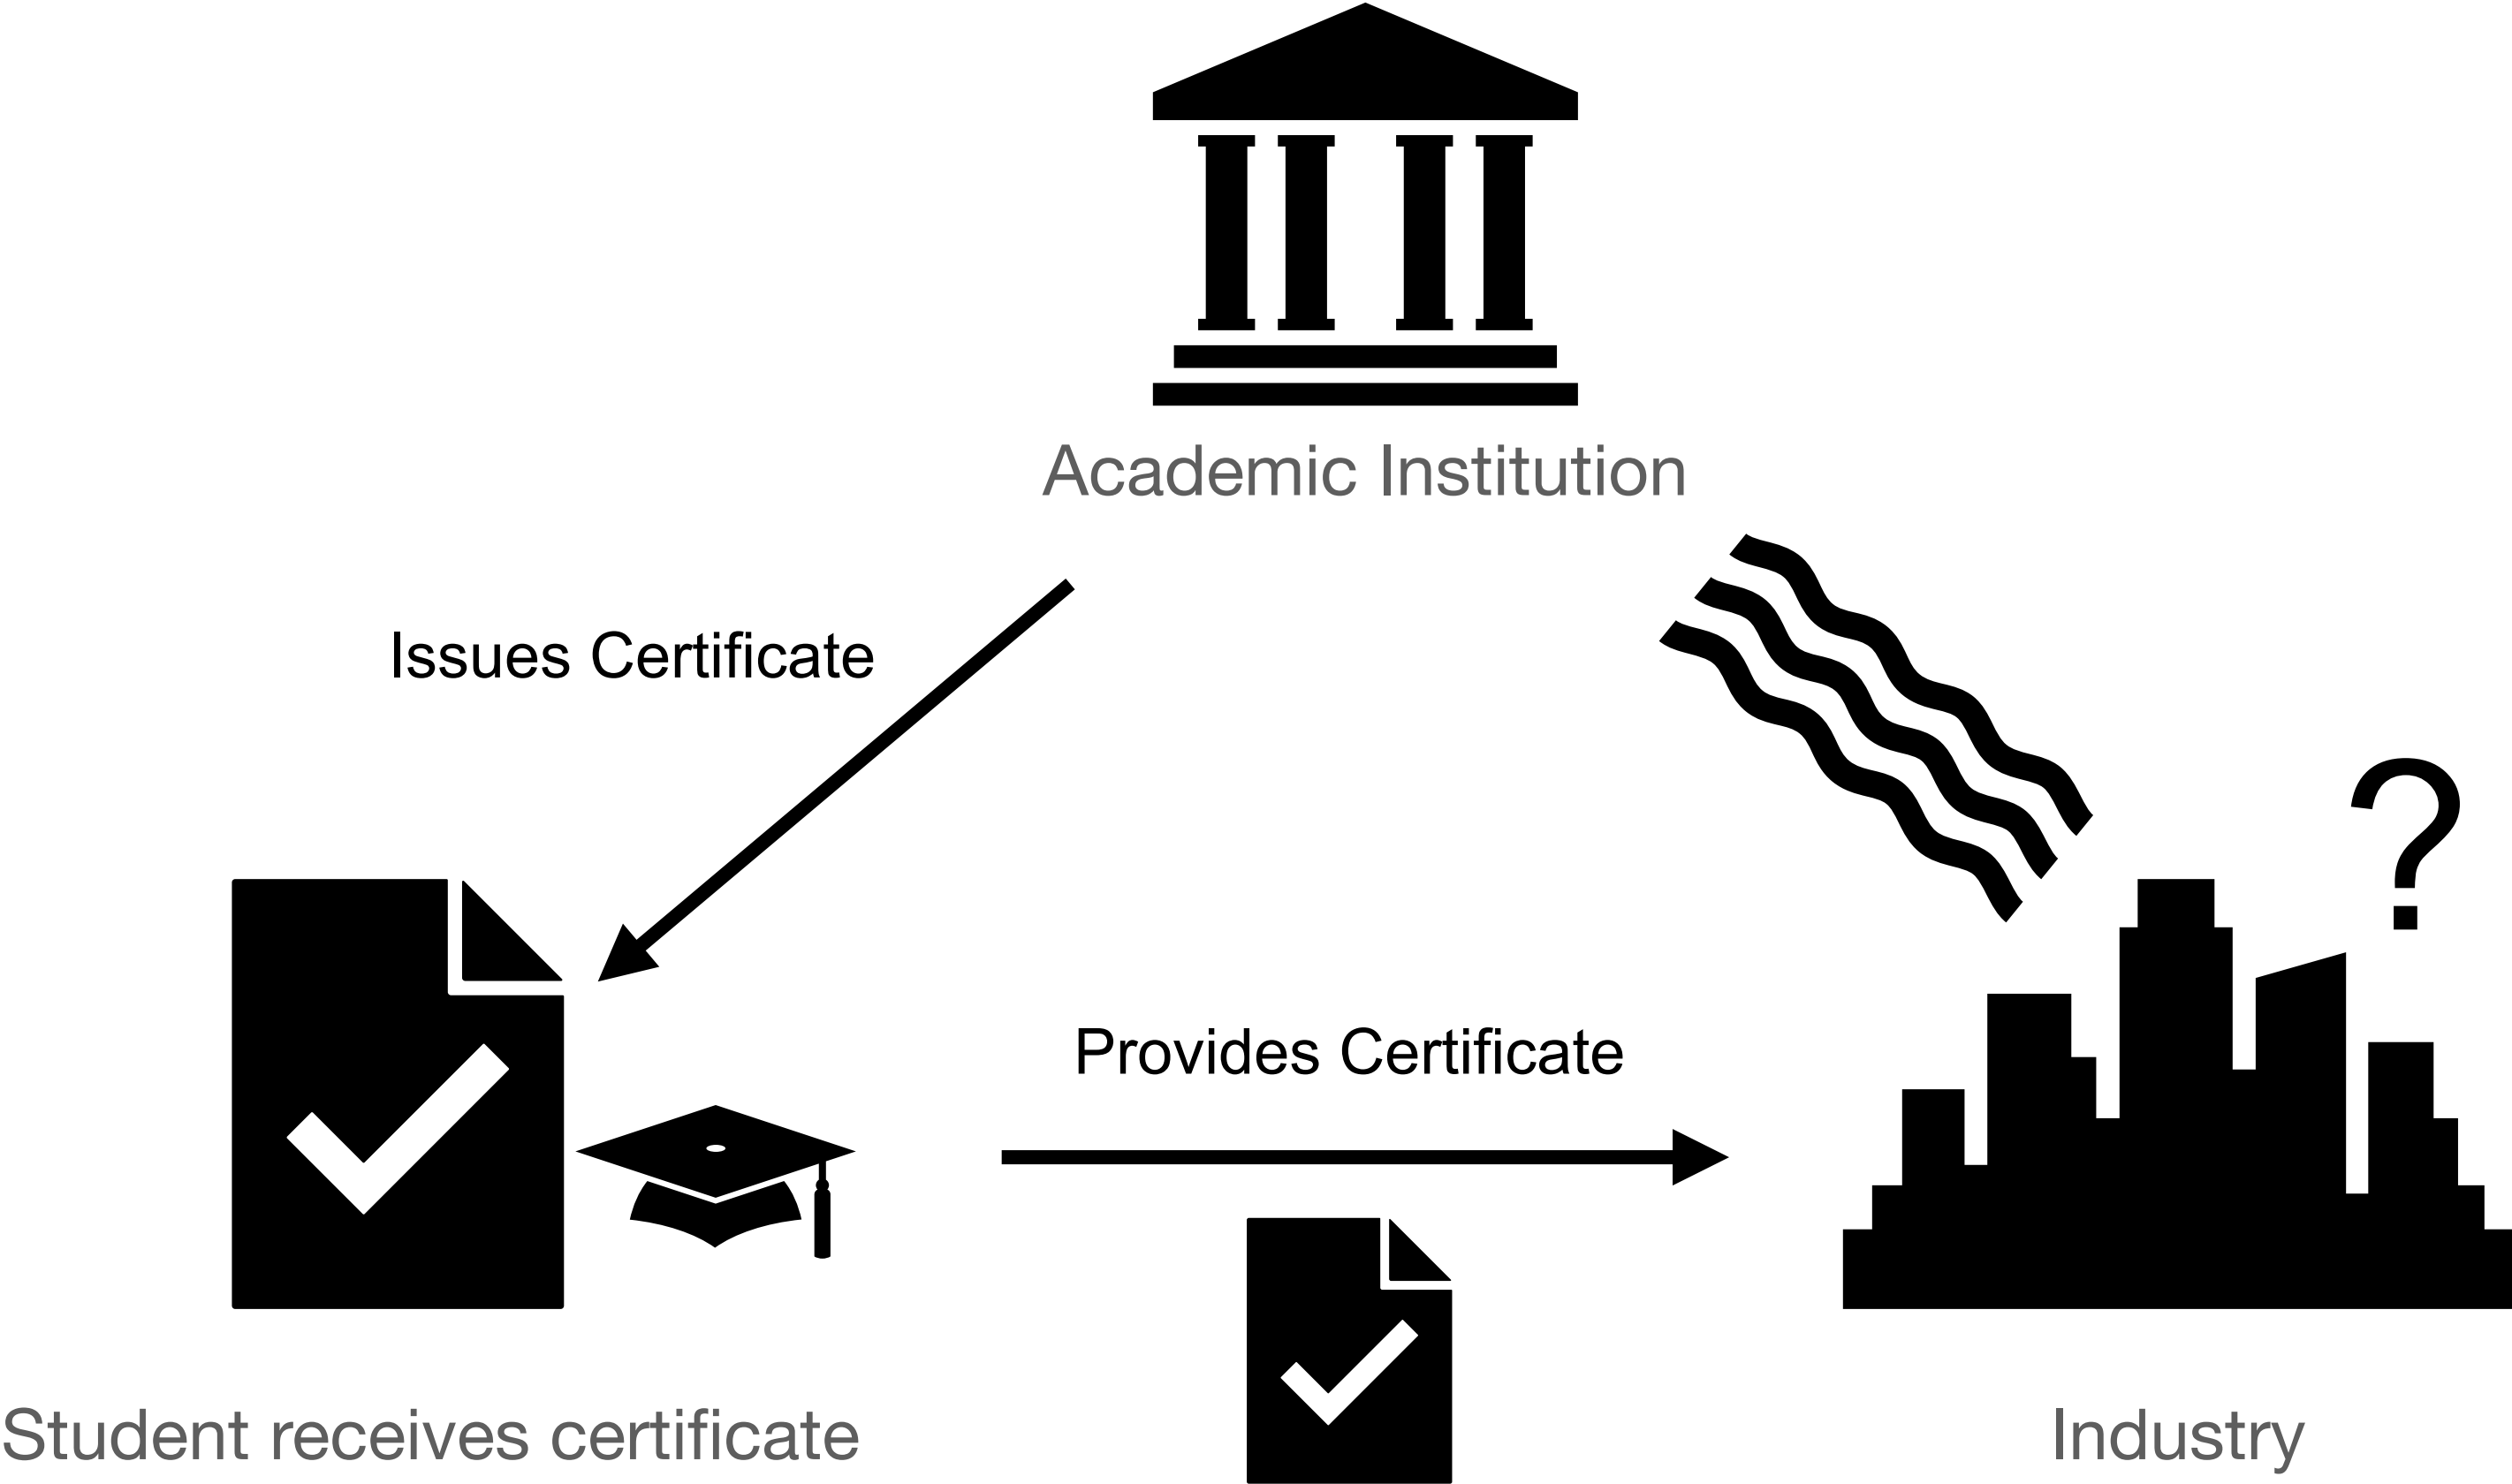 Academic Institution
Issues Certificate
?
Provides Certificate
Student receives certificate
Industry